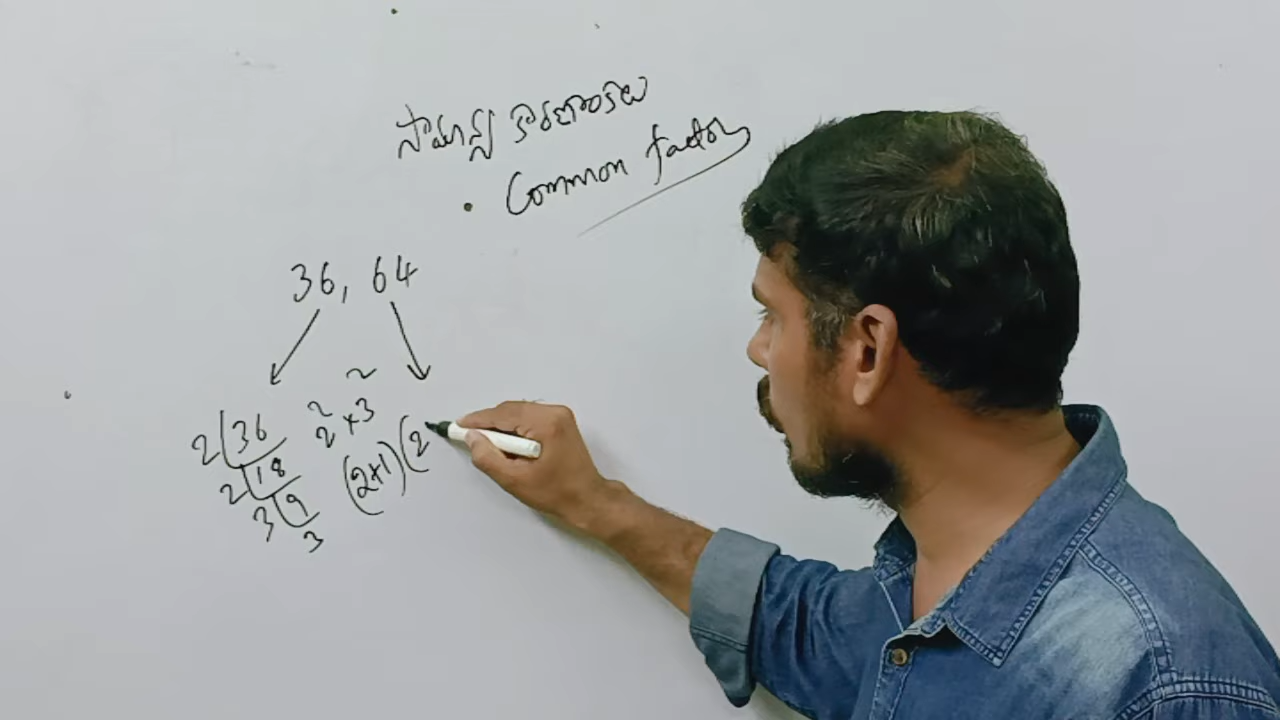 సామాన్య కారణాంకాలు
• Common factors
36, 64
2 36 2² × 3²
2 18 (2+1) (2
3 9
3